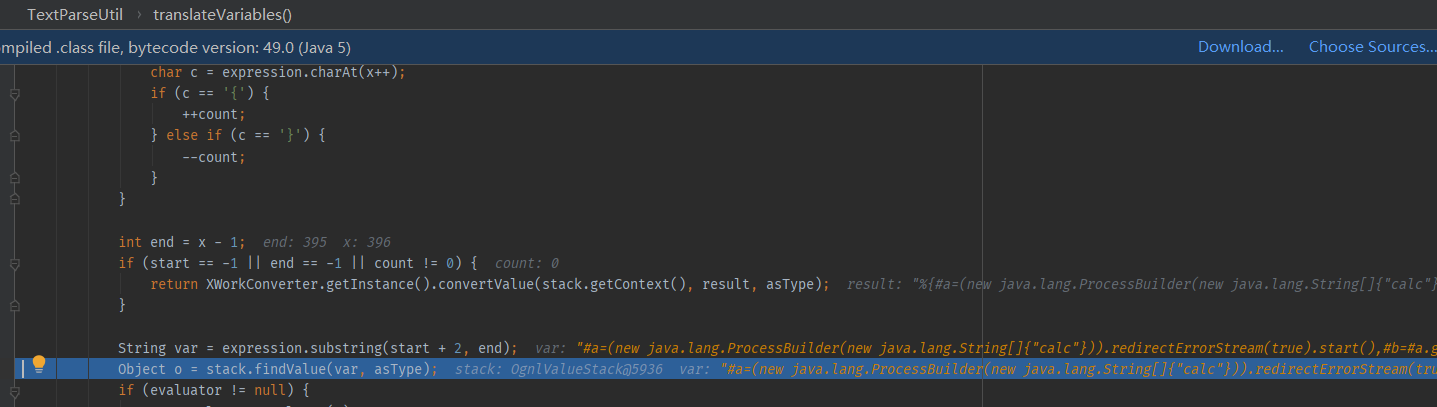 TextParseUtil › translateVariables()
ompiled .class file, bytecode version: 49.0 (Java 5) Download... Choose Sources...
char c = expression.charAt(x++);
if (c == '{') {
++count;
} else if (c == '}') {
--count;
}
}
int end = x - 1; end: 395 x: 396
if (start == -1 || end == -1 || count != 0) { count: 0
return XWorkConverter.getInstance().convertValue(stack.getContext(), result, asType); result: "%{#a=(new java.lang.ProcessBuilder(new java.lang.String[]{"calc"}
}
String var = expression.substring(start + 2, end); var: "#a=(new java.lang.ProcessBuilder(new java.lang.String[]{"calc"})).redirectErrorStream(true).start(),#b=#a.g
Object o = stack.findValue(var, asType); stack: OgnlValueStack@5936 var: "#a=(new java.lang.ProcessBuilder(new java.lang.String[]{"calc"})).redirectErrorStream(tru
if (evaluator != null) {